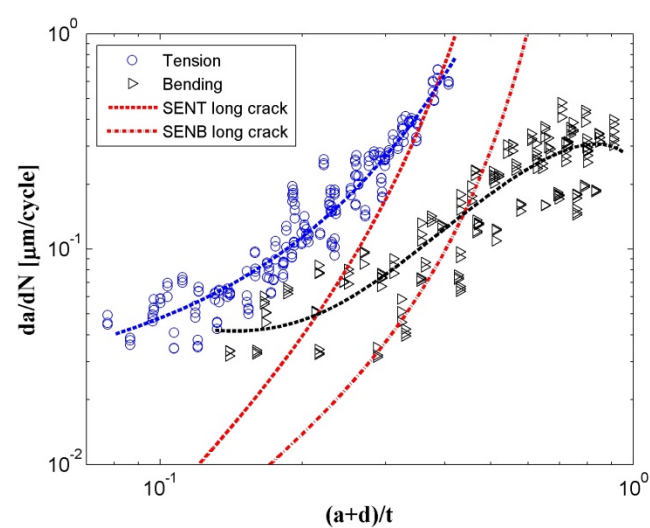 10⁰
Tension
Bending
SENT long crack
SENB long crack
da/dN [µm/cycle]
10⁻¹
10⁻²
10⁻¹
10⁰
(a+d)/t